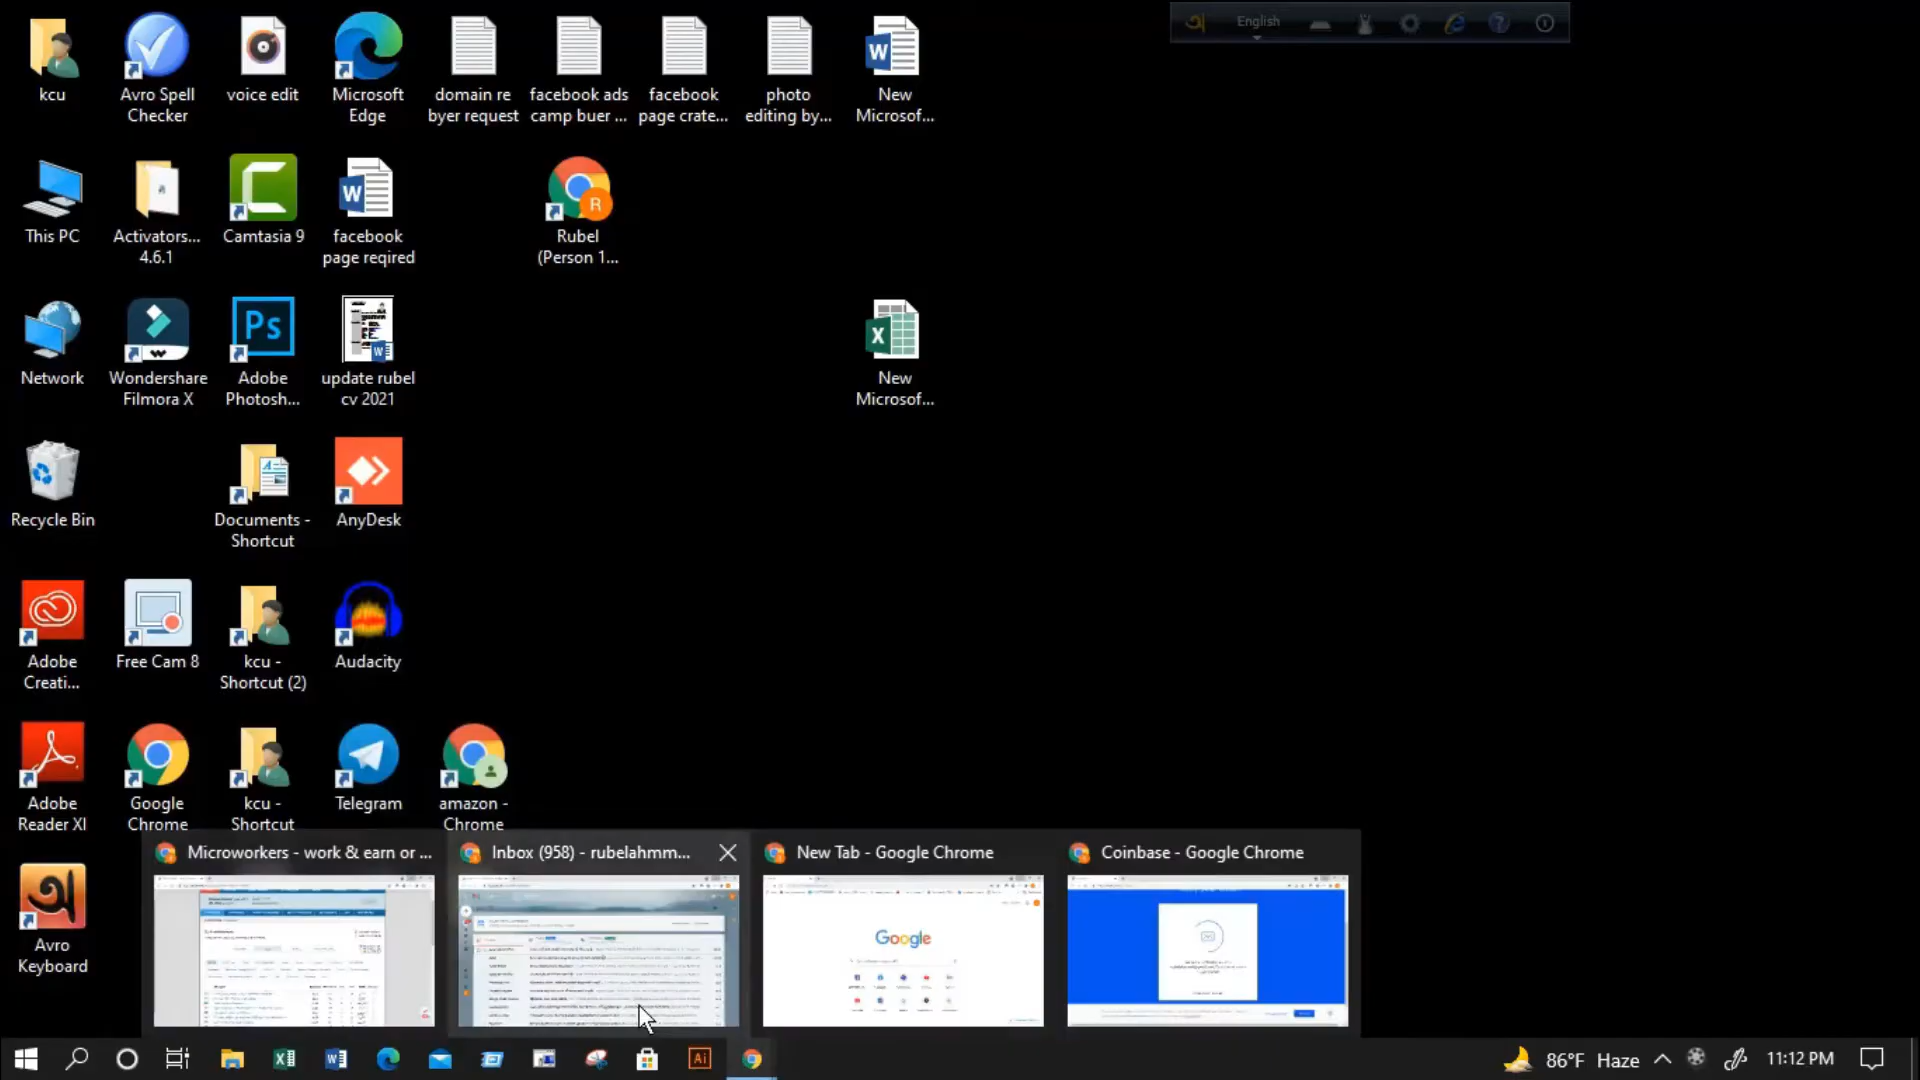 অ English
kcu
Avro Spell
Checker
voice edit
Microsoft
Edge
domain re
byer request
facebook ads
camp buer ...
facebook
page crate...
photo
editing by...
New
Microsof...
This PC
Activators...
4.6.1
Camtasia 9
facebook
page reqired
Rubel
(Person 1...
Network
Wondershare
Filmora X
Ps
Adobe
Photosh...
update rubel
cv 2021
New
Microsof...
Recycle Bin
Documents -
Shortcut
AnyDesk
Adobe
Creati...
Free Cam 8
kcu -
Shortcut (2)
Audacity
Adobe
Reader XI
Google
Chrome
kcu -
Shortcut
Telegram
amazon -
Chrome
অ
Avro
Keyboard
Microworkers - work & earn or ...
Inbox (958) - rubelahmm...
New Tab - Google Chrome
Coinbase - Google Chrome
Google
Ai
86°F Haze
11:12 PM